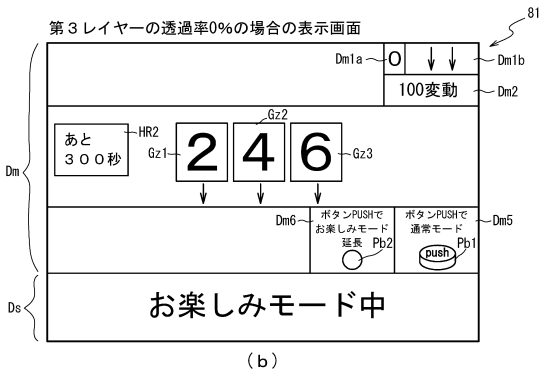 第３レイヤーの透過率0%の場合の表示画面
81
Dm1a
0
Dm1b
100変動
Dm2
Dm
あと
３００秒
HR2
Gz1
2
Gz2
4
6
Gz3
Dm6
ボタンPUSHで
お楽しみモード
延長
Pb2
ボタンPUSHで
通常モード
Pb1
push
Dm5
Ds
お楽しみモード中
(b)